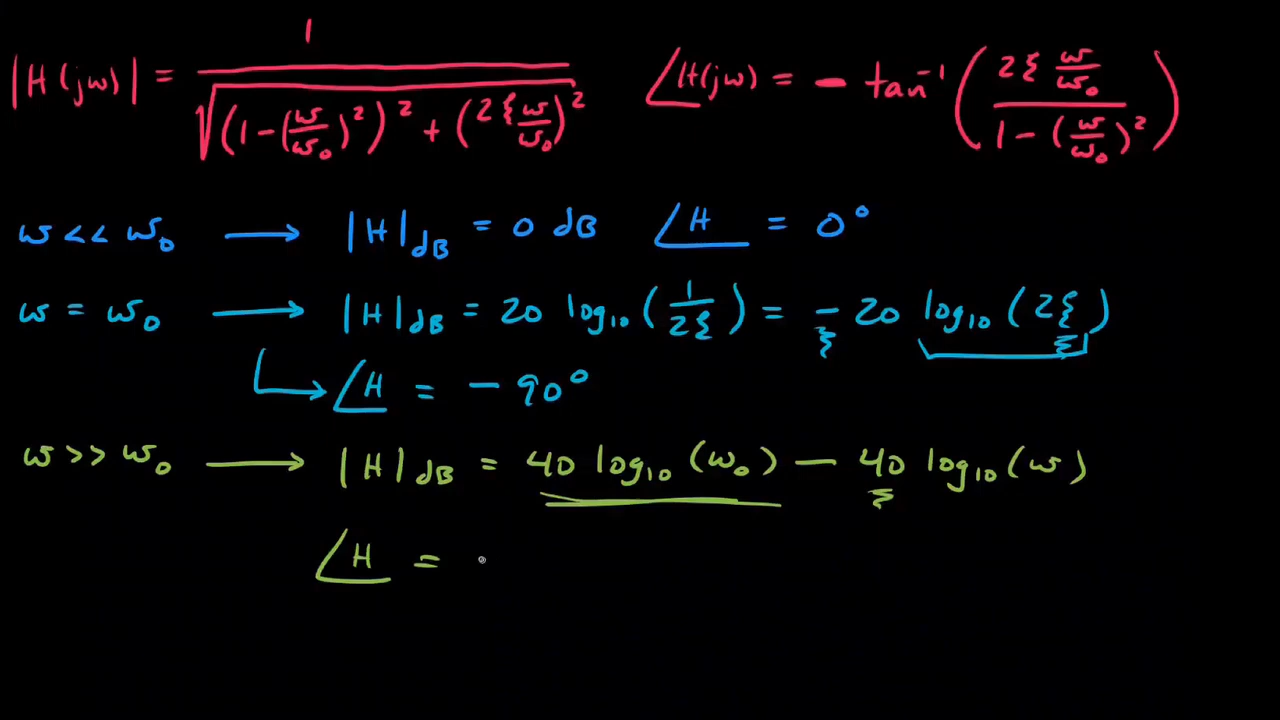 |H(jω)| = 1 / √((1-(ω/ω₀)²)² + (2ξ ω/ω₀)²) ∠H(jω) = - tan⁻¹(2ξ ω/ω₀ / 1 - (ω/ω₀)²)
ω << ω₀ → |H|dB = 0 dB ∠H = 0°
ω = ω₀ → |H|dB = 20 log₁₀(1/2ξ) = - 20 log₁₀(2ξ)
↳ ∠H = - 90°
ω >> ω₀ → |H|dB = 40 log₁₀(ω₀) - 40 log₁₀(ω)
∠H =